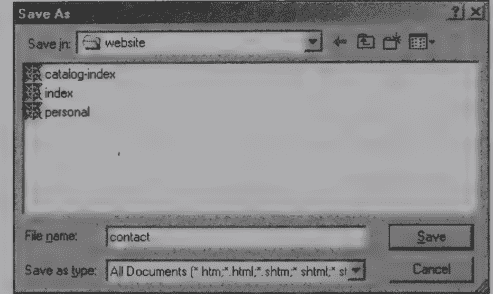 Save As
Save in: website
catalog-index
index
personal
File name: contact Save
Save as type: All Documents (*.htm;*.html;*.shtm;*.shtml;*.st Cancel